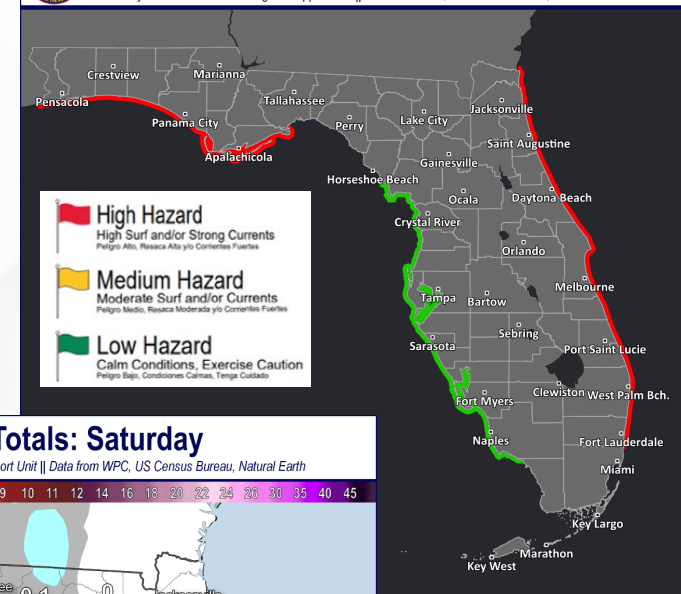 Crestview
Marianna
Pensacola
Tallahassee
Jacksonville
Panama City
Perry
Lake City
Saint Augustine
Apalachicola
Gainesville
Horseshoe Beach
Ocala
Daytona Beach
Crystal River
Orlando
Tampa
Bartow
Melbourne
Sarasota
Sebring
Port Saint Lucie
Fort Myers
Clewiston
West Palm Bch.
Naples
Fort Lauderdale
Miami
Key Largo
Marathon
Key West
High Hazard
High Surf and/or Strong Currents
Peligro Alto, Resaca Alta y/o Corrientes Fuertes
Medium Hazard
Moderate Surf and/or Currents
Peligro Medio, Resaca Moderada y/o Corrientes Fuertes
Low Hazard
Calm Conditions, Exercise Caution
Peligro Bajo, Condiciones Calmas, Tenga Cuidado
Totals: Saturday
ort Unit || Data from WPC, US Census Bureau, Natural Earth
9 10 11 12 14 16 18 20 22 24 26 30 35 40 45
0